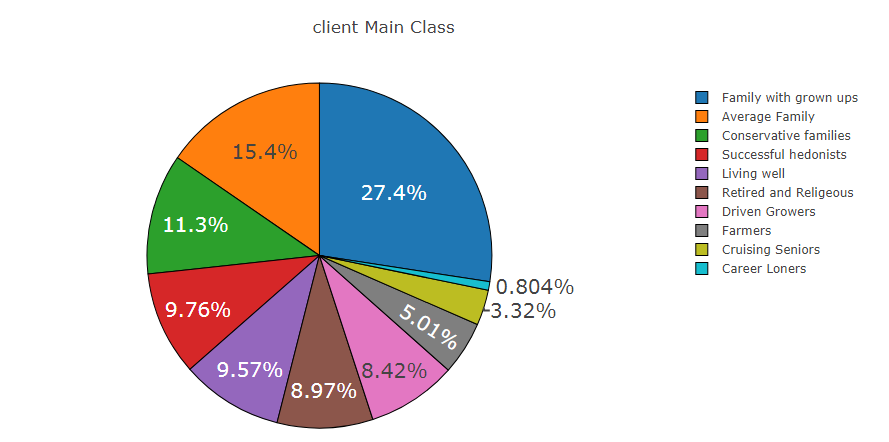 client Main Class
27.4%
15.4%
11.3%
9.76%
9.57%
8.97%
8.42%
5.01%
3.32%
0.804%
Family with grown ups
Average Family
Conservative families
Successful hedonists
Living well
Retired and Religeous
Driven Growers
Farmers
Cruising Seniors
Career Loners